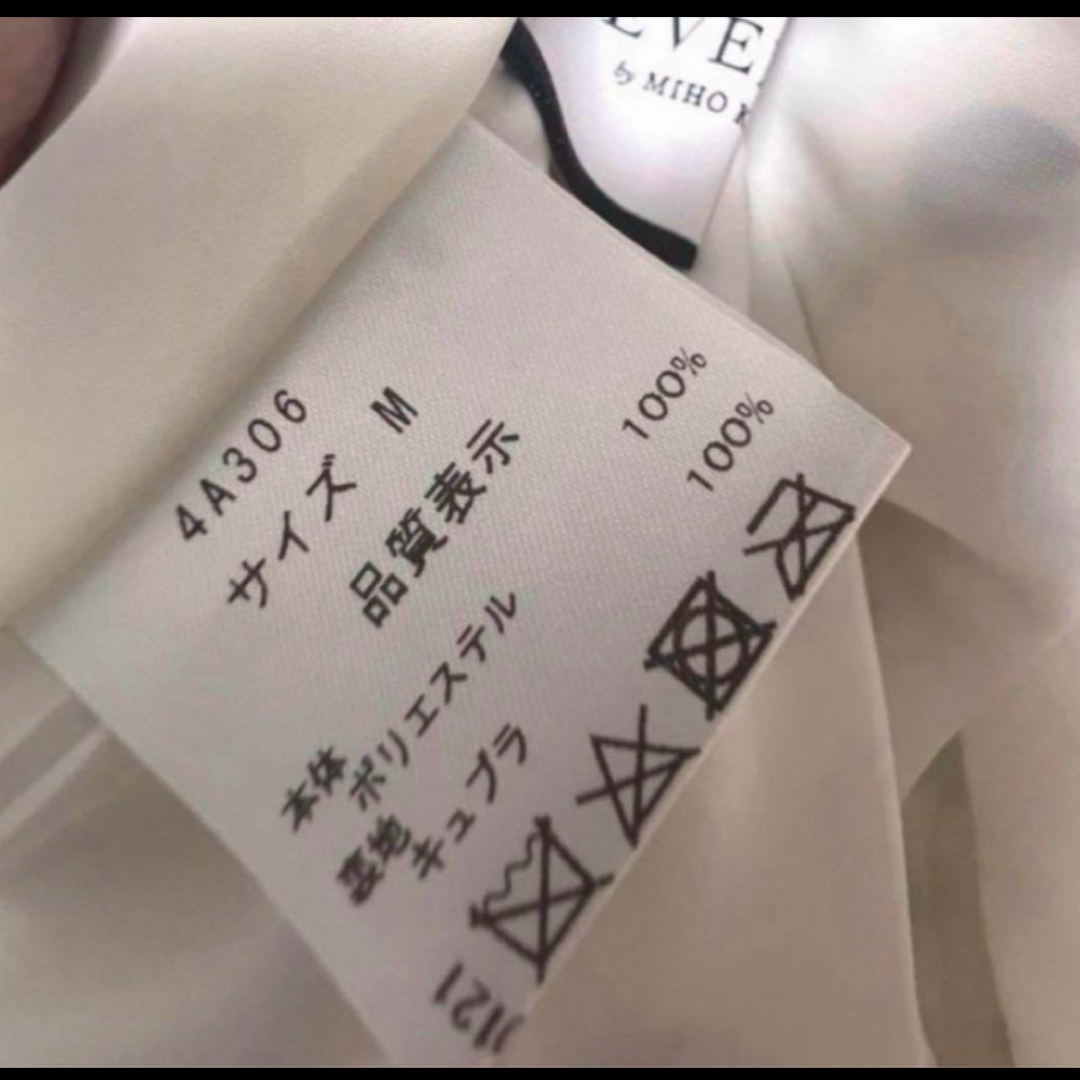 EVE
by MIHO K
4A306
サイズ M
品質表示
本体
ポリエステル 100%
裏地
キュプラ 100%